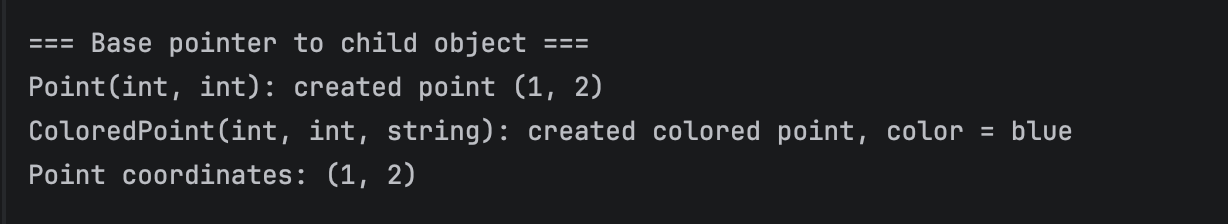 === Base pointer to child object ===
Point(int, int): created point (1, 2)
ColoredPoint(int, int, string): created colored point, color = blue
Point coordinates: (1, 2)